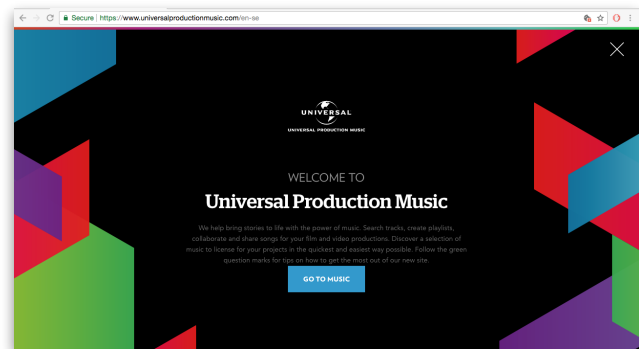 Secure | https://www.universalproductionmusic.com/en-se
UNIVERSAL
UNIVERSAL PRODUCTION MUSIC
WELCOME TO
Universal Production Music
We help bring stories to life with the power of music. Search tracks, create playlists,
collaborate and share songs for your film and video productions. Discover a selection of
music to license for your projects in the quickest and easiest way possible. Follow the green
question marks for tips on how to get the most out of our new site.
GO TO MUSIC